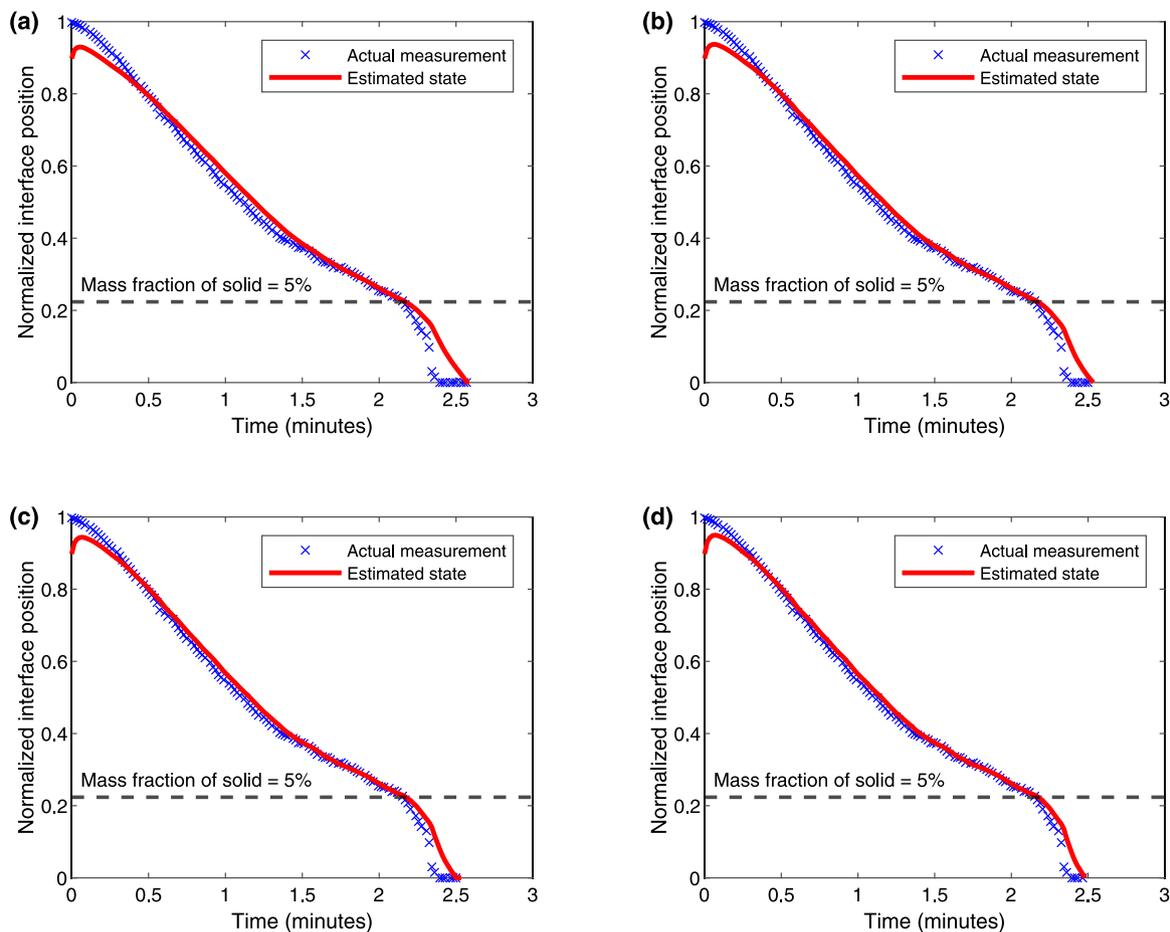 (a)
1
0.8
0.6
0.4
0.2
0
Normalized interface position
Actual measurement
Estimated state
Mass fraction of solid = 5%
0 0.5 1 1.5 2 2.5 3
Time (minutes)
(b)
1
0.8
0.6
0.4
0.2
0
Normalized interface position
Actual measurement
Estimated state
Mass fraction of solid = 5%
0 0.5 1 1.5 2 2.5 3
Time (minutes)
(c)
1
0.8
0.6
0.4
0.2
0
Normalized interface position
Actual measurement
Estimated state
Mass fraction of solid = 5%
0 0.5 1 1.5 2 2.5 3
Time (minutes)
(d)
1
0.8
0.6
0.4
0.2
0
Normalized interface position
Actual measurement
Estimated state
Mass fraction of solid = 5%
0 0.5 1 1.5 2 2.5 3
Time (minutes)